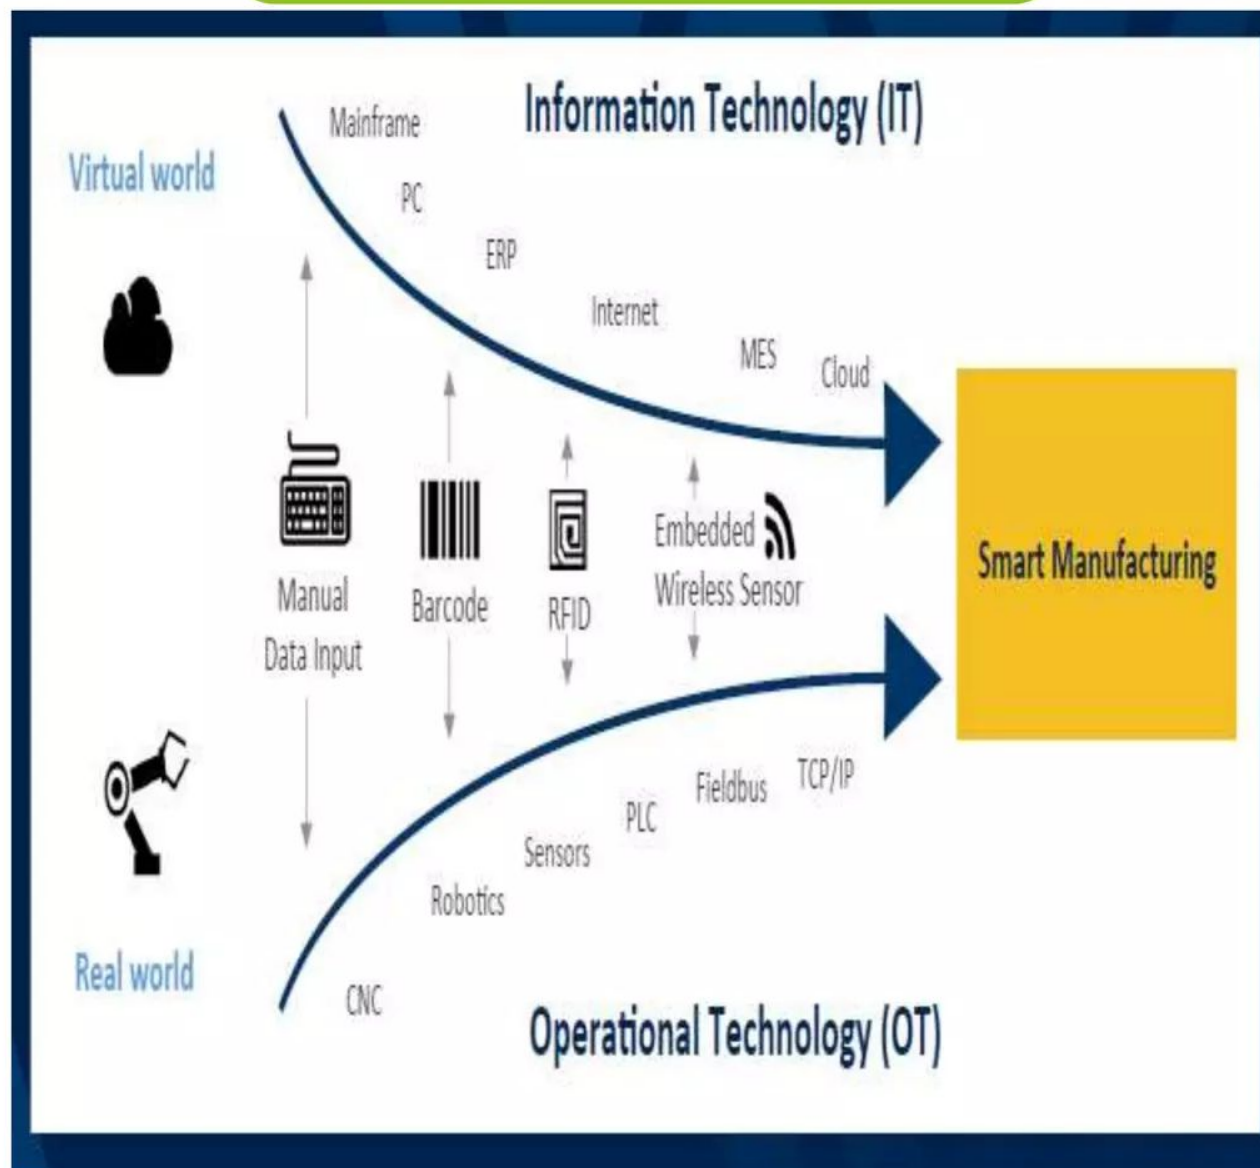 Information Technology (IT)
Mainframe
Virtual world
PC
ERP
Internet
MES
Cloud
Embedded
Wireless Sensor
Manual
Data Input
Barcode
RFID
Smart Manufacturing
TCP/IP
Fieldbus
PLC
Sensors
Robotics
Real world
CNC
Operational Technology (OT)